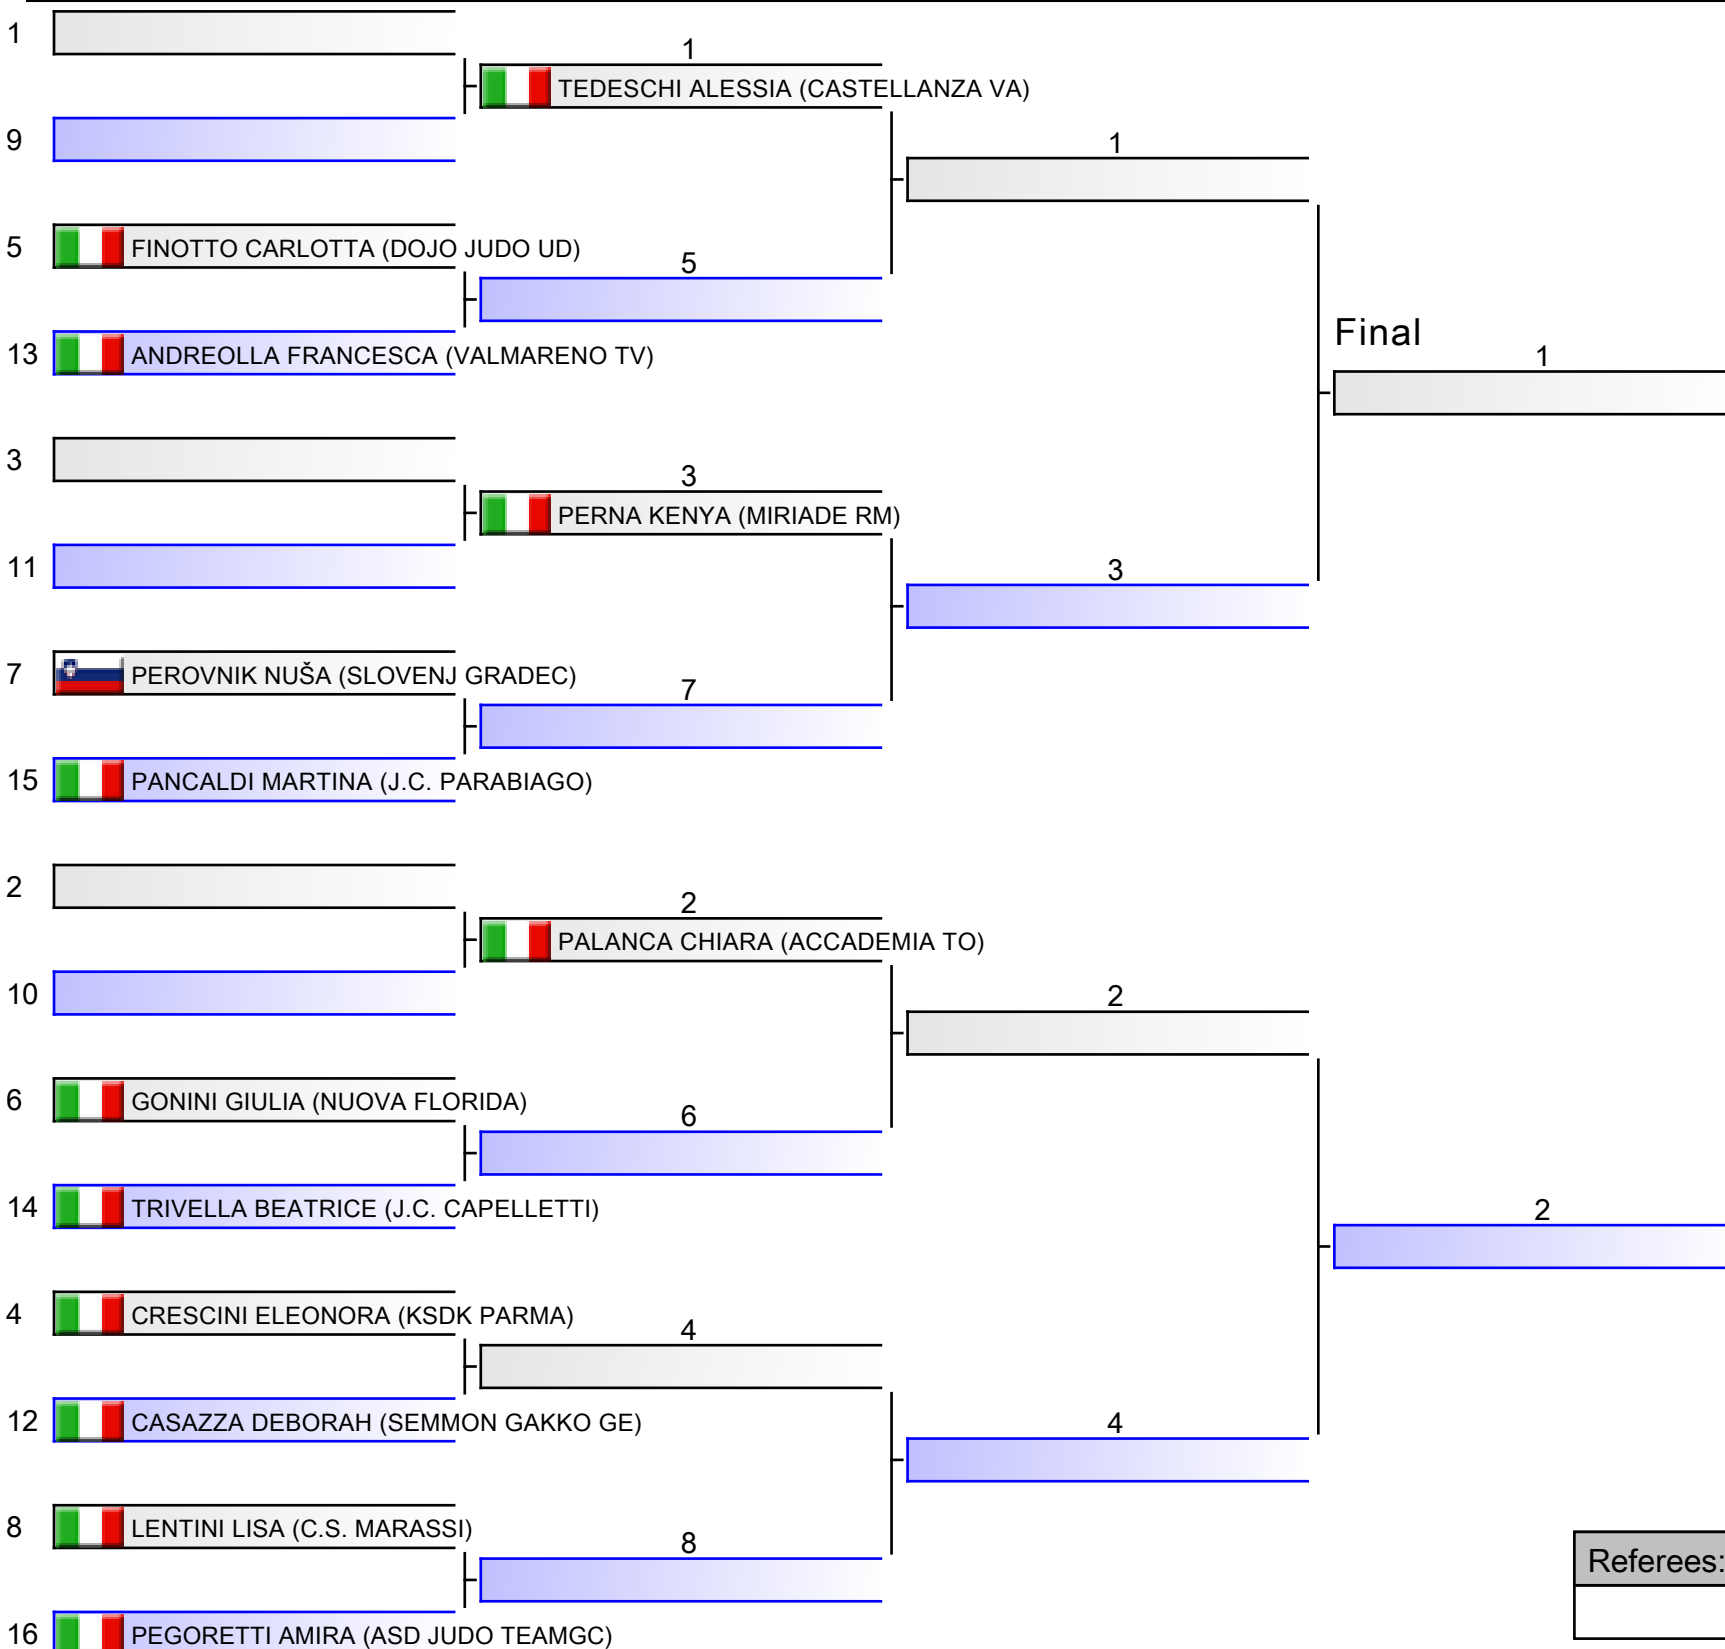 1
1
TEDESCHI ALESSIA (CASTELLANZA VA)
9
1
5
FINOTTO CARLOTTA (DOJO JUDO UD)
5
13
ANDREOLLA FRANCESCA (VALMARENO TV)
Final
1
3
3
PERNA KENYA (MIRIADE RM)
11
3
7
PEROVNIK NUŠA (SLOVENJ GRADEC)
7
15
PANCALDI MARTINA (J.C. PARABIAGO)
2
2
PALANCA CHIARA (ACCADEMIA TO)
10
2
6
GONINI GIULIA (NUOVA FLORIDA)
6
14
TRIVELLA BEATRICE (J.C. CAPELLETTI)
2
4
CRESCINI ELEONORA (KSDK PARMA)
4
12
CASAZZA DEBORAH (SEMMON GAKKO GE)
4
8
LENTINI LISA (C.S. MARASSI)
8
Referees:
16
PEGORETTI AMIRA (ASD JUDO TEAMGC)